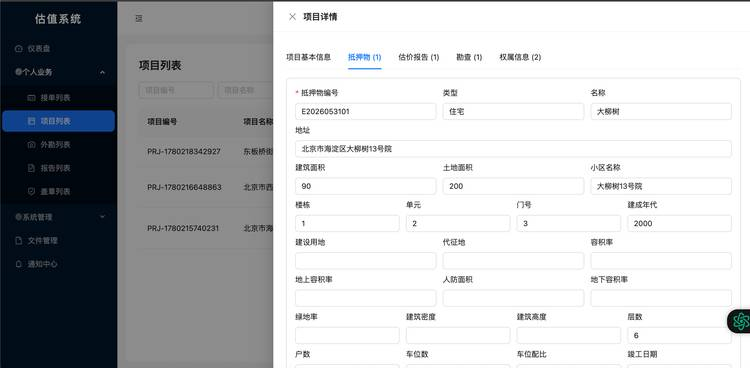 估值系统
仪表盘
个人业务
接单列表
项目列表
外勤列表
报告列表
盖章列表
系统管理
文件管理
通知中心
项目列表
项目编号 项目名称
项目编号 项目名称
PRJ-1780218342927 东板桥街
PRJ-1780216648863 北京市西
PRJ-1780215740231 北京市海
项目详情
项目基本信息 抵押物 (1) 估价报告 (1) 勘查 (1) 权属信息 (2)
* 抵押物编号 类型 名称
E2026053101 住宅 大柳树
地址
北京市海淀区大柳树13号院
建筑面积 土地面积 小区名称
90 200 大柳树13号院
楼栋 单元 门号 建成年代
1 2 3 2000
建设用地 代征地 容积率
地上容积率 人防面积 地下容积率
绿地率 建筑密度 建筑高度 层数
6
户数 车位数 车位配比 竣工日期